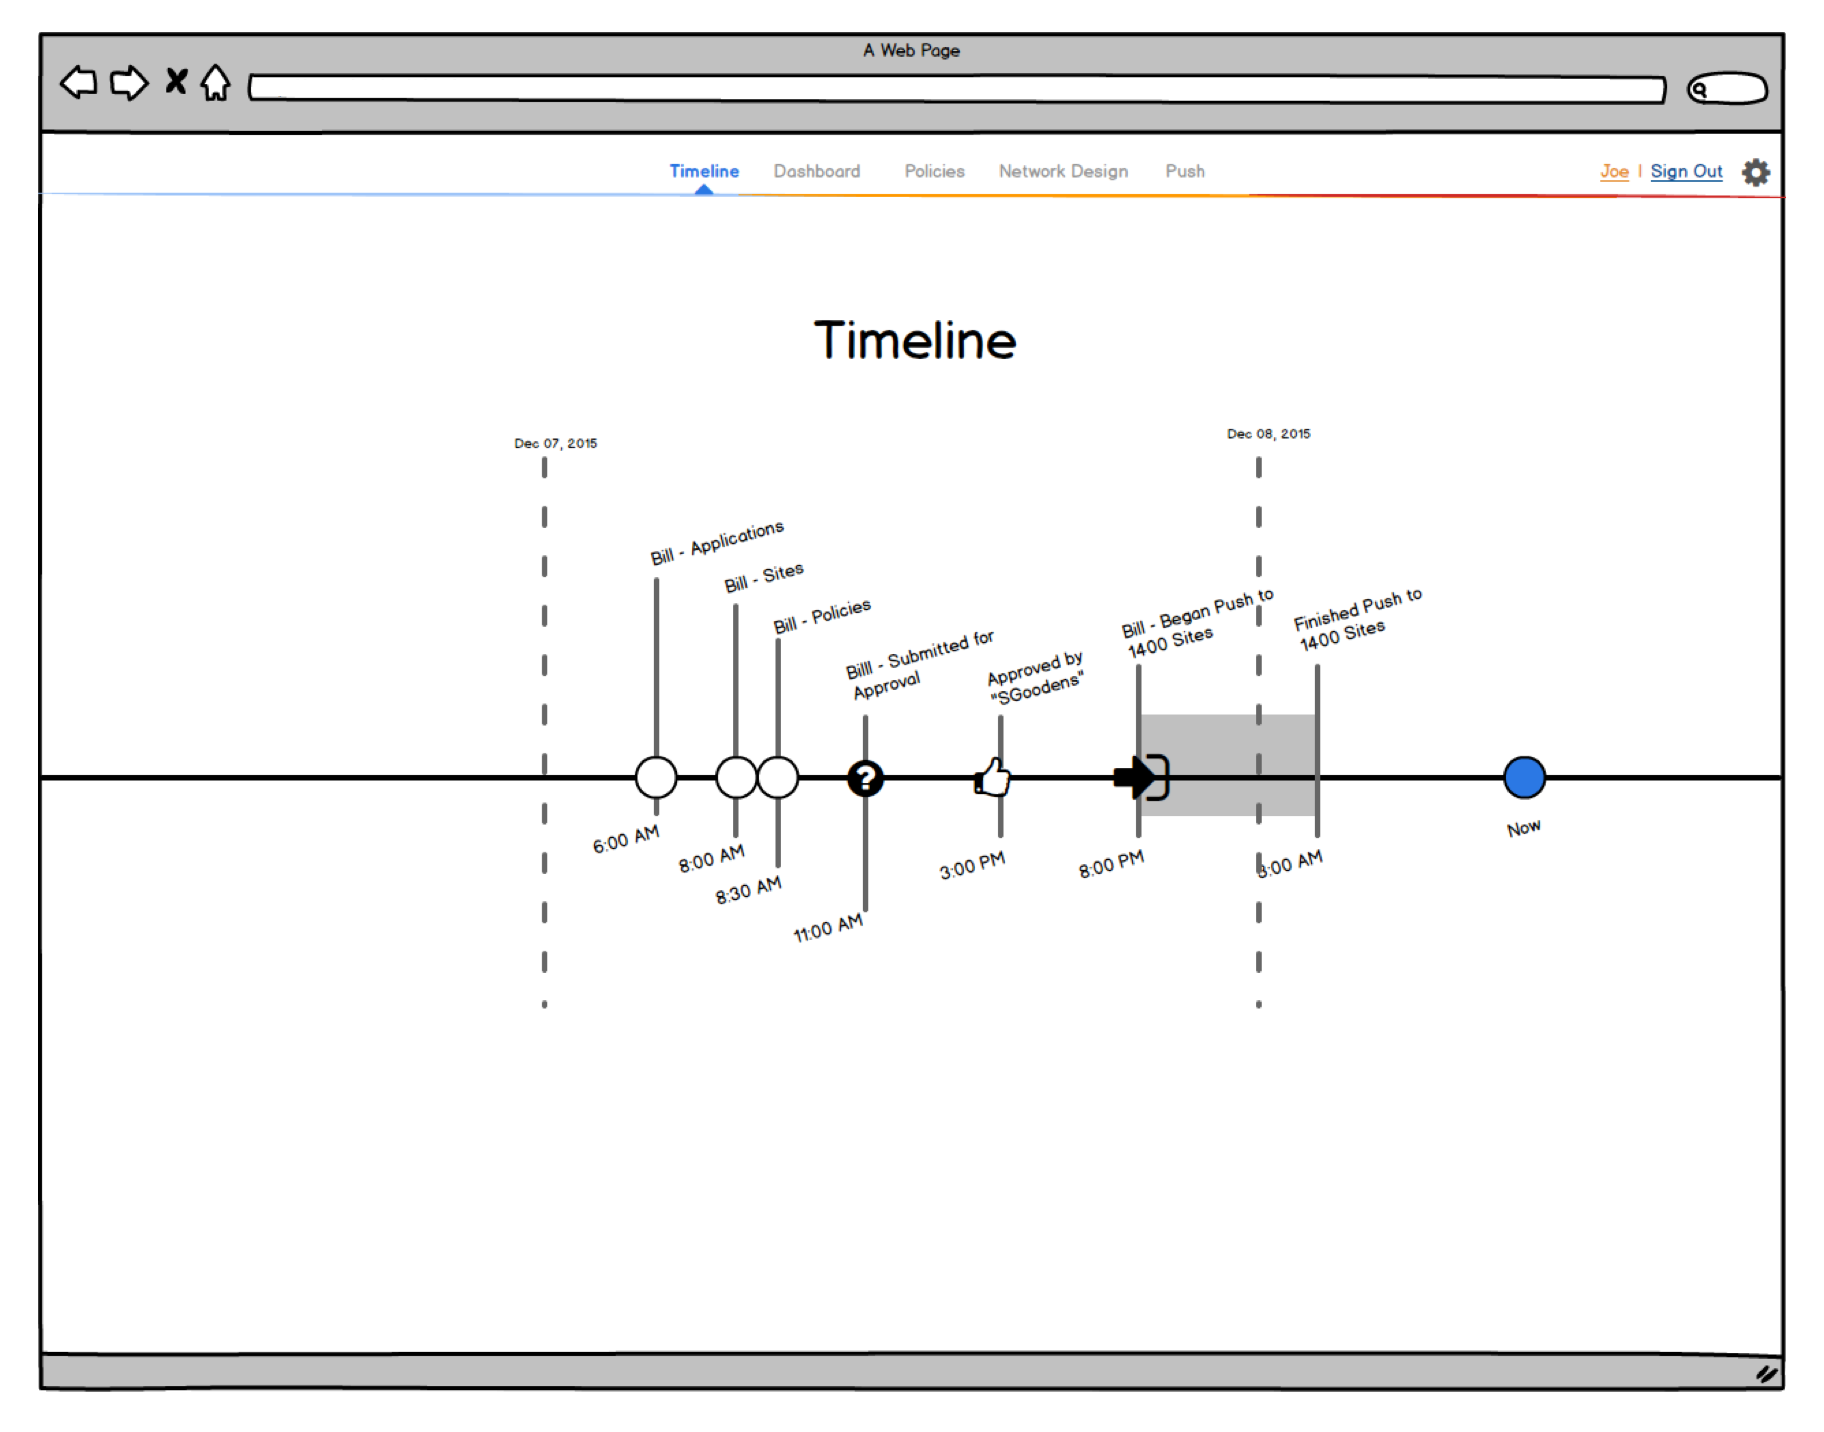 A Web Page
Timeline Dashboard Policies Network Design Push Joe | Sign Out
Timeline
Dec 07, 2015
Dec 08, 2015
Bill - Applications
Bill - Sites
Bill - Policies
Billl - Submitted for
Approval
Approved by
"SGoodens"
Bill - Began Push to
1400 Sites
Finished Push to
1400 Sites
6:00 AM
8:00 AM
8:30 AM
11:00 AM
3:00 PM
8:00 PM
3:00 AM
Now